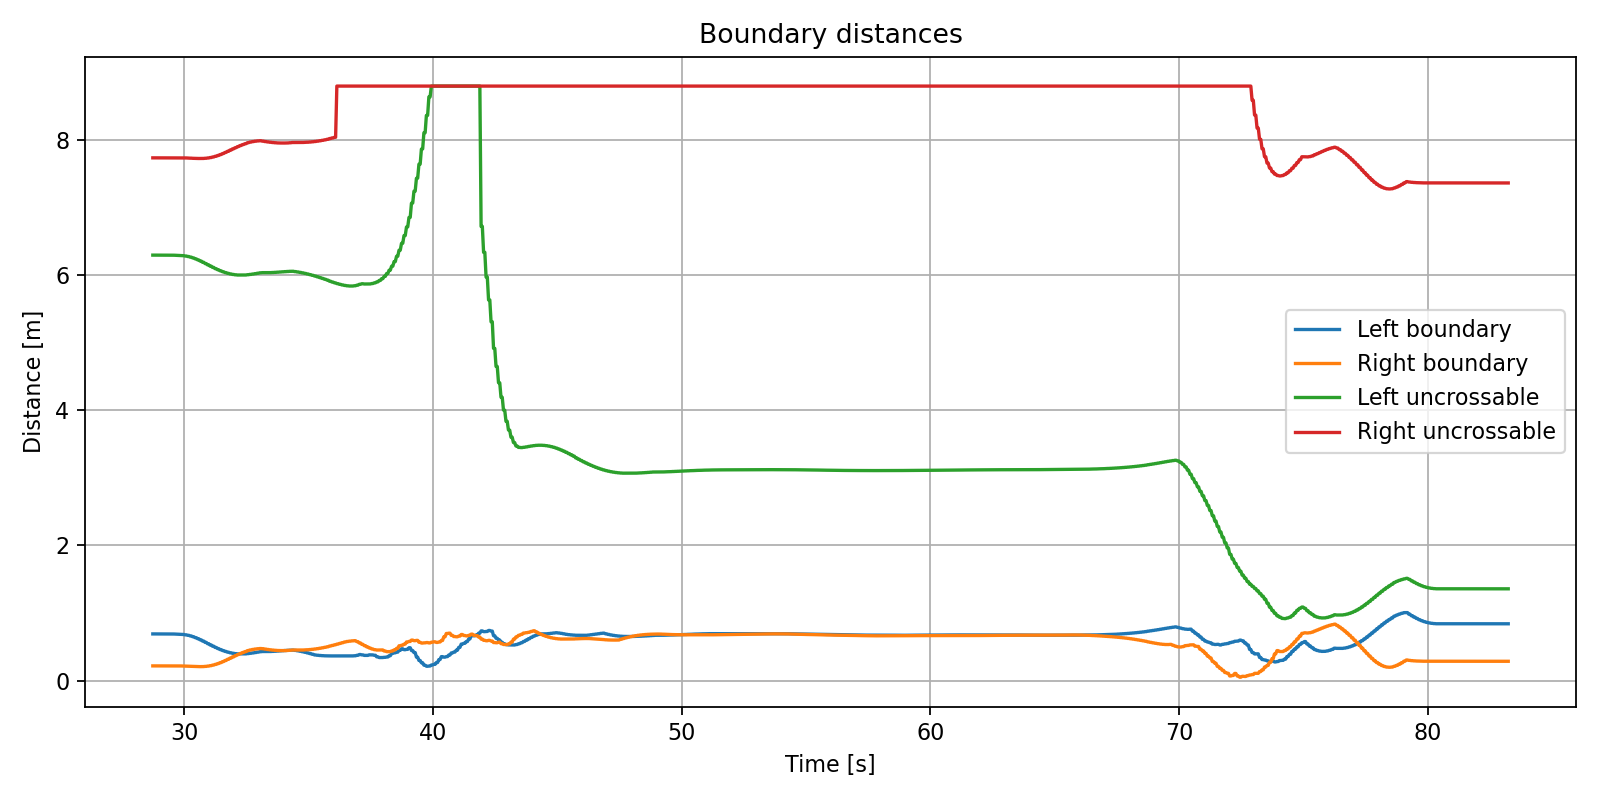 Boundary distances
Distance [m]
8
6
4
2
0
30 40 50 60 70 80
Time [s]
Left boundary
Right boundary
Left uncrossable
Right uncrossable